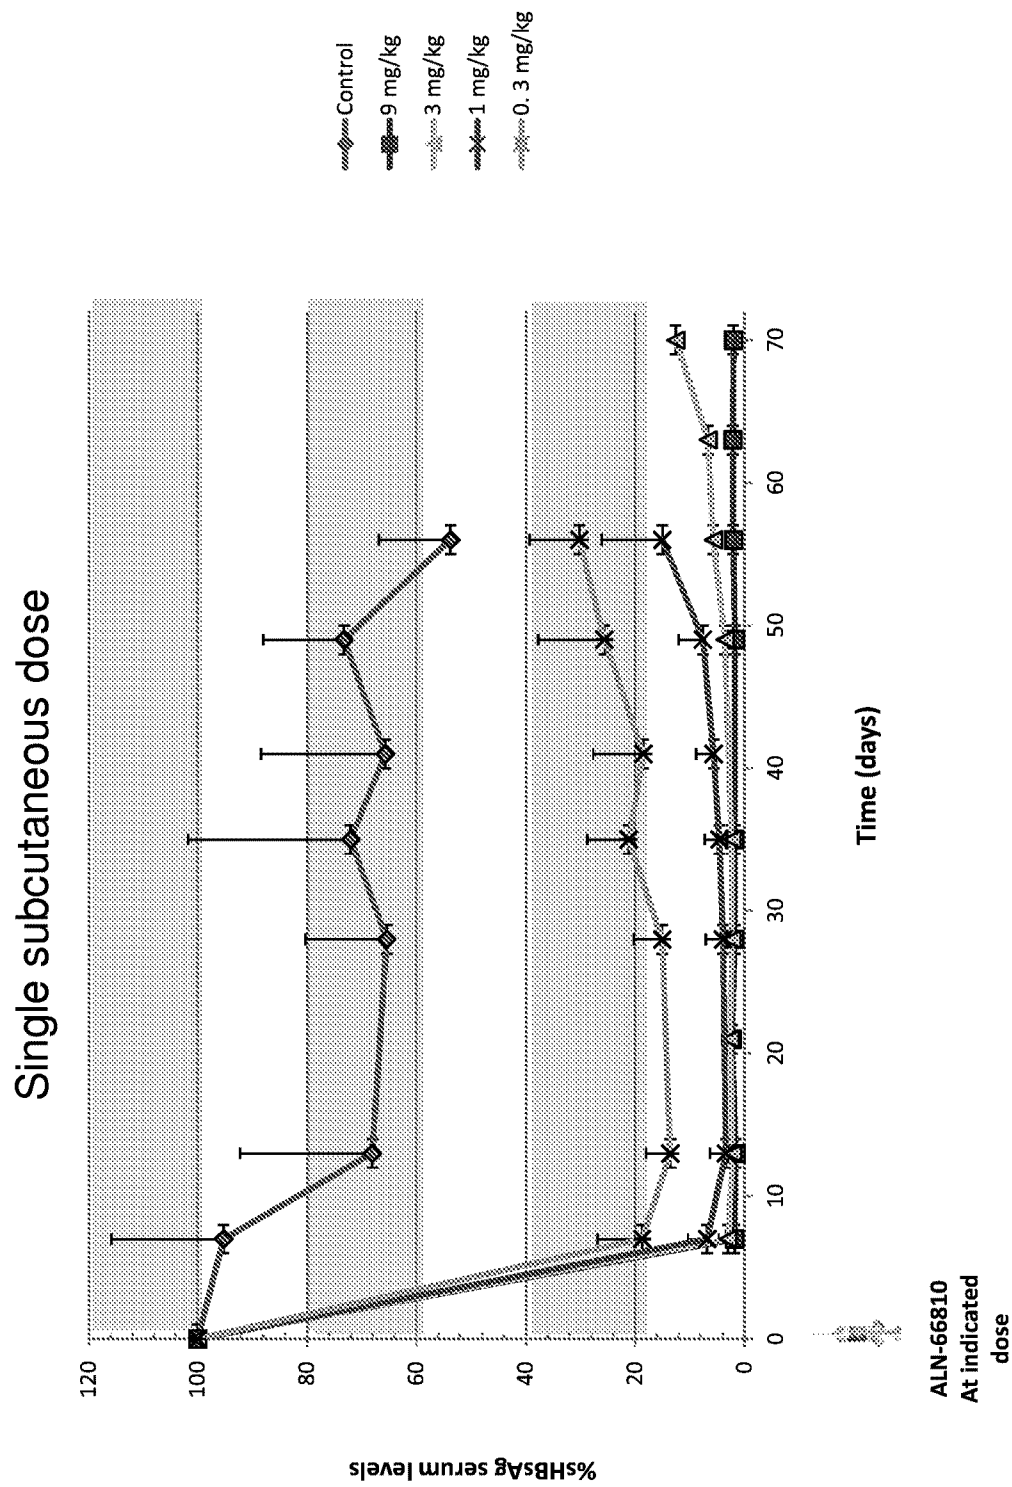 Single subcutaneous dose
%sHBsAg serum levels
120
100
80
60
40
20
0
0
10
20
30
40
50
60
70
Time (days)
ALN-66810
At indicated
dose
Control
9 mg/kg
3 mg/kg
1 mg/kg
0. 3 mg/kg